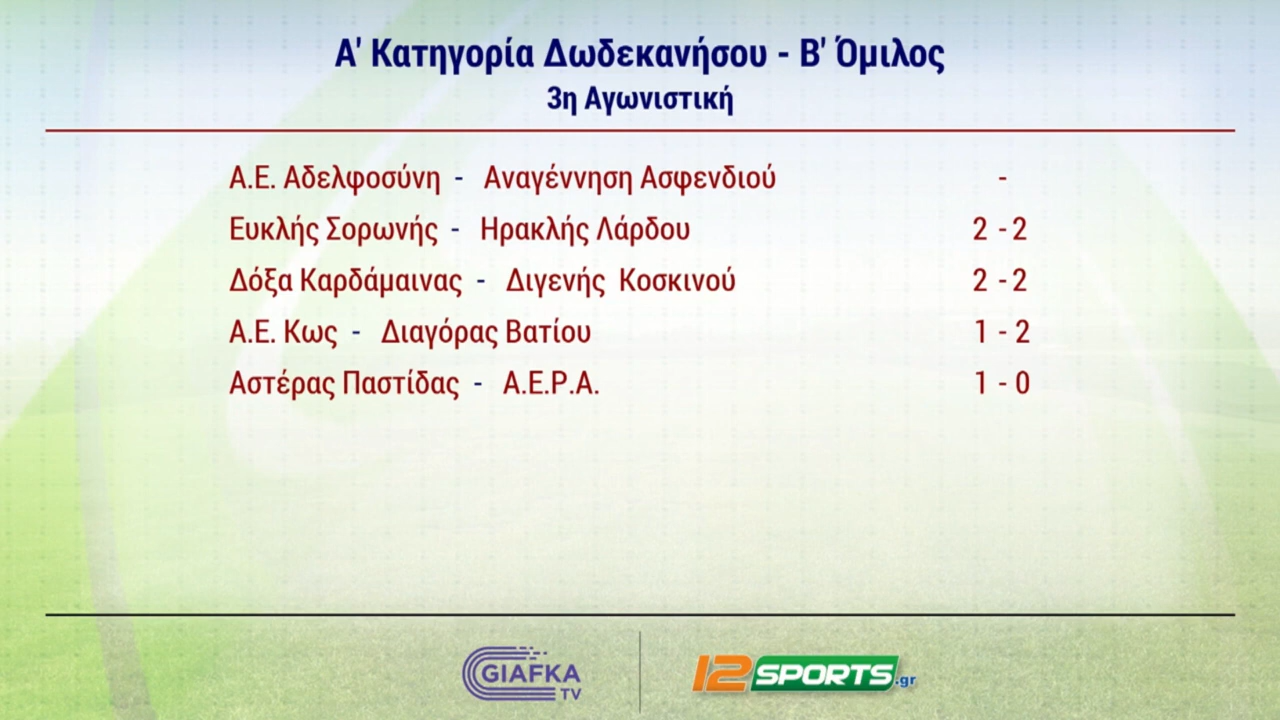 Α' Κατηγορία Δωδεκανήσου - Β' Όμιλος
3η Αγωνιστική
Α.Ε. Αδελφοσύνη - Αναγέννηση Ασφενδιού -
Ευκλής Σορωνής - Ηρακλής Λάρδου 2 - 2
Δόξα Καρδάμαινας - Διγενής Κοσκινού 2 - 2
Α.Ε. Κως - Διαγόρας Βατίου 1 - 2
Αστέρας Παστίδας - Α.Ε.Ρ.Α. 1 - 0
GIAFKA TV 12SPORTS.gr